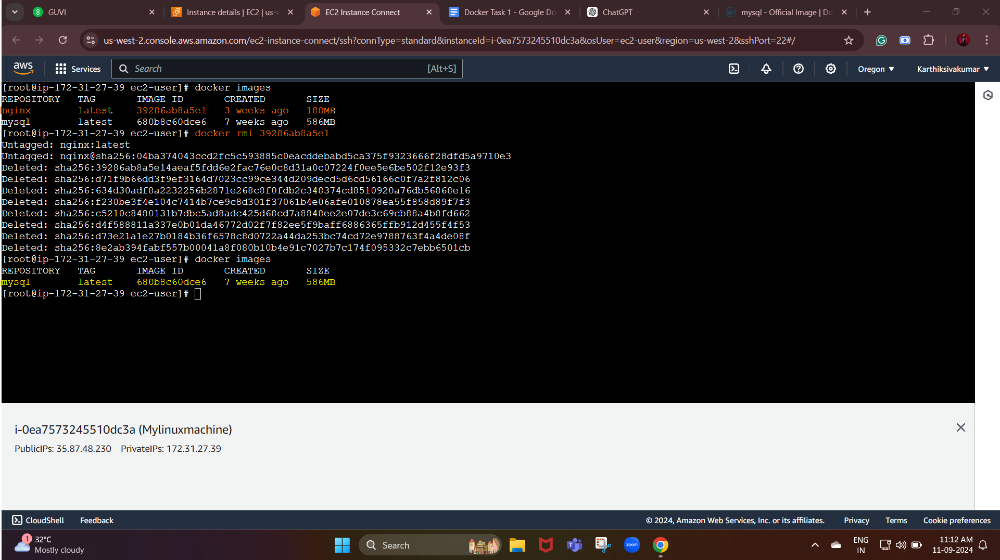 GUVI
Instance details | EC2 | us-w
EC2 Instance Connect
Docker Task 1 - Google Do
ChatGPT
mysql - Official Image | Do
us-west-2.console.aws.amazon.com/ec2-instance-connect/ssh?connType=standard&instanceId=i-0ea7573245510dc3a&osUser=ec2-user&region=us-west-2&sshPort=22#/
aws Services Search [Alt+S] Oregon Karthiksivakumar
[root@ip-172-31-27-39 ec2-user]# docker images
REPOSITORY TAG IMAGE ID CREATED SIZE
nginx latest 39286ab8a5e1 3 weeks ago 188MB
mysql latest 680b8c60dce6 7 weeks ago 586MB
[root@ip-172-31-27-39 ec2-user]# docker rmi 39286ab8a5e1
Untagged: nginx:latest
Untagged: nginx@sha256:04ba374043ccd2fc5c593885c0eacddebabd5ca375f9323666f28dfd5a9710e3
Deleted: sha256:39286ab8a5e14aeaf5fdd6e2fac76e0c8d31a0c07224f0ee5e6be502f12e93f3
Deleted: sha256:d71f9b66dd3f9ef3164d7023cc99ce344d209decd5d6cd56166c0f7a2f812c06
Deleted: sha256:634d30adf8a2232256b2871e268c8f0fdb2c348374cd8510920a76db56868e16
Deleted: sha256:f230be3f4e104c7414b7ce9c8d301f37061b4e06afe010878ea55f858d89f7f3
Deleted: sha256:c5210c8480131b7dbc5ad8adc425d68cd7a8848ee2e07de3c69cb88a4b8fd662
Deleted: sha256:d4f588811a337e0b01da46772d02f7f82ee5f9baff6886365ffb912d455f4f53
Deleted: sha256:d73e21a1e27b0184b36f6578c8d0722a44da253bc74cd72e9788763f4a4de08f
Deleted: sha256:8e2ab394fabf557b00041a8f080b10b4e91c7027b7c174f095332c7ebb6501cb
[root@ip-172-31-27-39 ec2-user]# docker images
REPOSITORY TAG IMAGE ID CREATED SIZE
mysql latest 680b8c60dce6 7 weeks ago 586MB
[root@ip-172-31-27-39 ec2-user]#
i-0ea7573245510dc3a (Mylinuxmachine)
PublicIPs: 35.87.48.230 PrivateIPs: 172.31.27.39
CloudShell Feedback © 2024, Amazon Web Services, Inc. or its affiliates. Privacy Terms Cookie preferences
1 32°C
Mostly cloudy
Search
zoom
ENG
IN
11:12 AM
11-09-2024